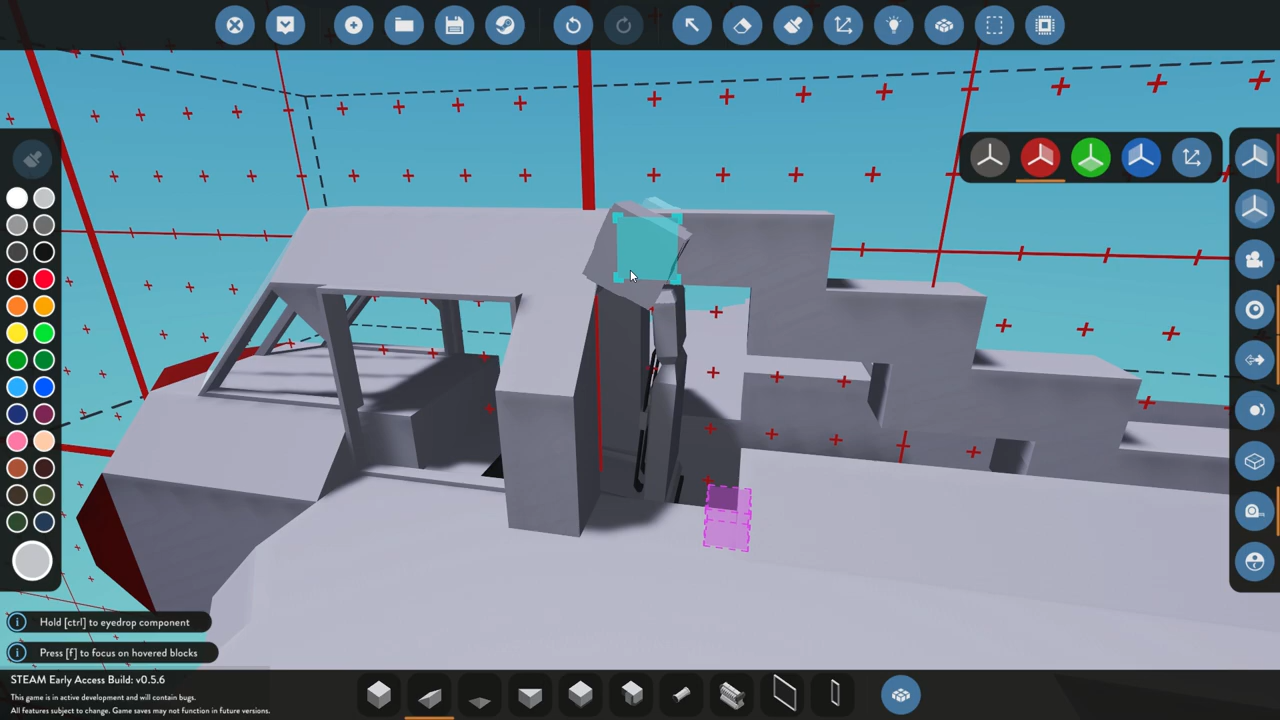 Hold [ctrl] to eyedrop component
Press [f] to focus on hovered blocks
STEAM Early Access Build: v0.5.6
This game is in active development and will contain bugs.
All features subject to change. Game saves may not function in future versions.